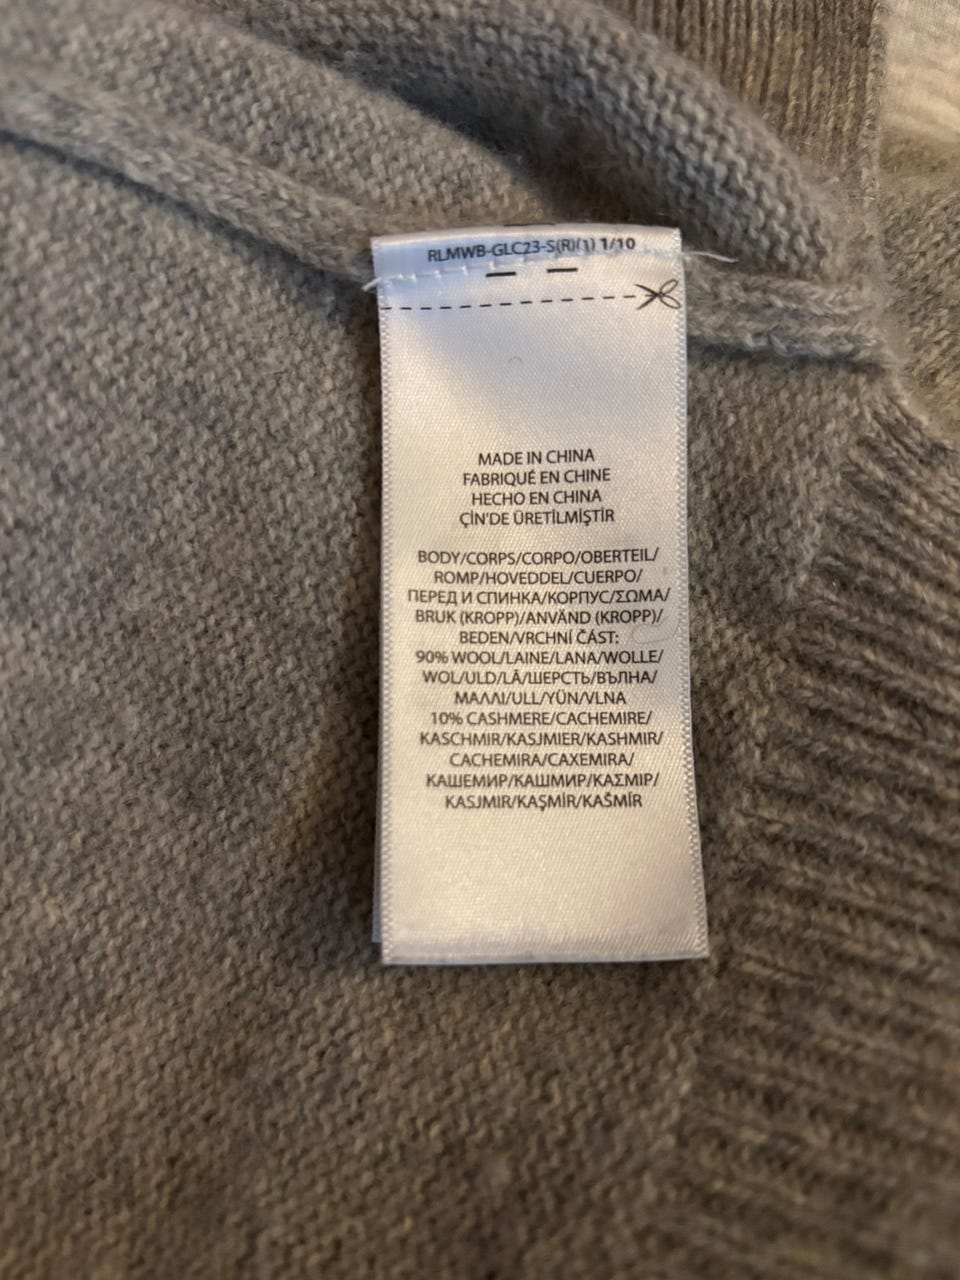 RLMWB-GLC23-S(R)(1) 1/10
MADE IN CHINA
FABRIQUÉ EN CHINE
HECHO EN CHINA
ÇİN'DE ÜRETİLMİŞTİR
BODY/CORPS/CORPO/OBERTEIL/
ROMP/HOVEDDEL/CUERPO/
ПЕРЕД И СПИНКА/КОРПУС/ΣΩΜΑ/
BRUK (KROPP)/ANVÄND (KROPP)/
BEDEN/VRCHNÍ ČÁST:
90% WOOL/LAINE/LANA/WOLLE/
WOL/ULD/LÃ/ШЕРСТЬ/ВЪЛНА/
ΜΑΛΛΙ/ULL/YÜN/VLNA
10% CASHMERE/CACHEMIRE/
KASCHMIR/KASJMIER/KASHMIR/
CACHEMIRA/CAXEMIRA/
КАШЕМИР/КАШМИР/ΚΑΣΜΙΡ/
KASJMIR/KAŞMİR/KAŠMÍR